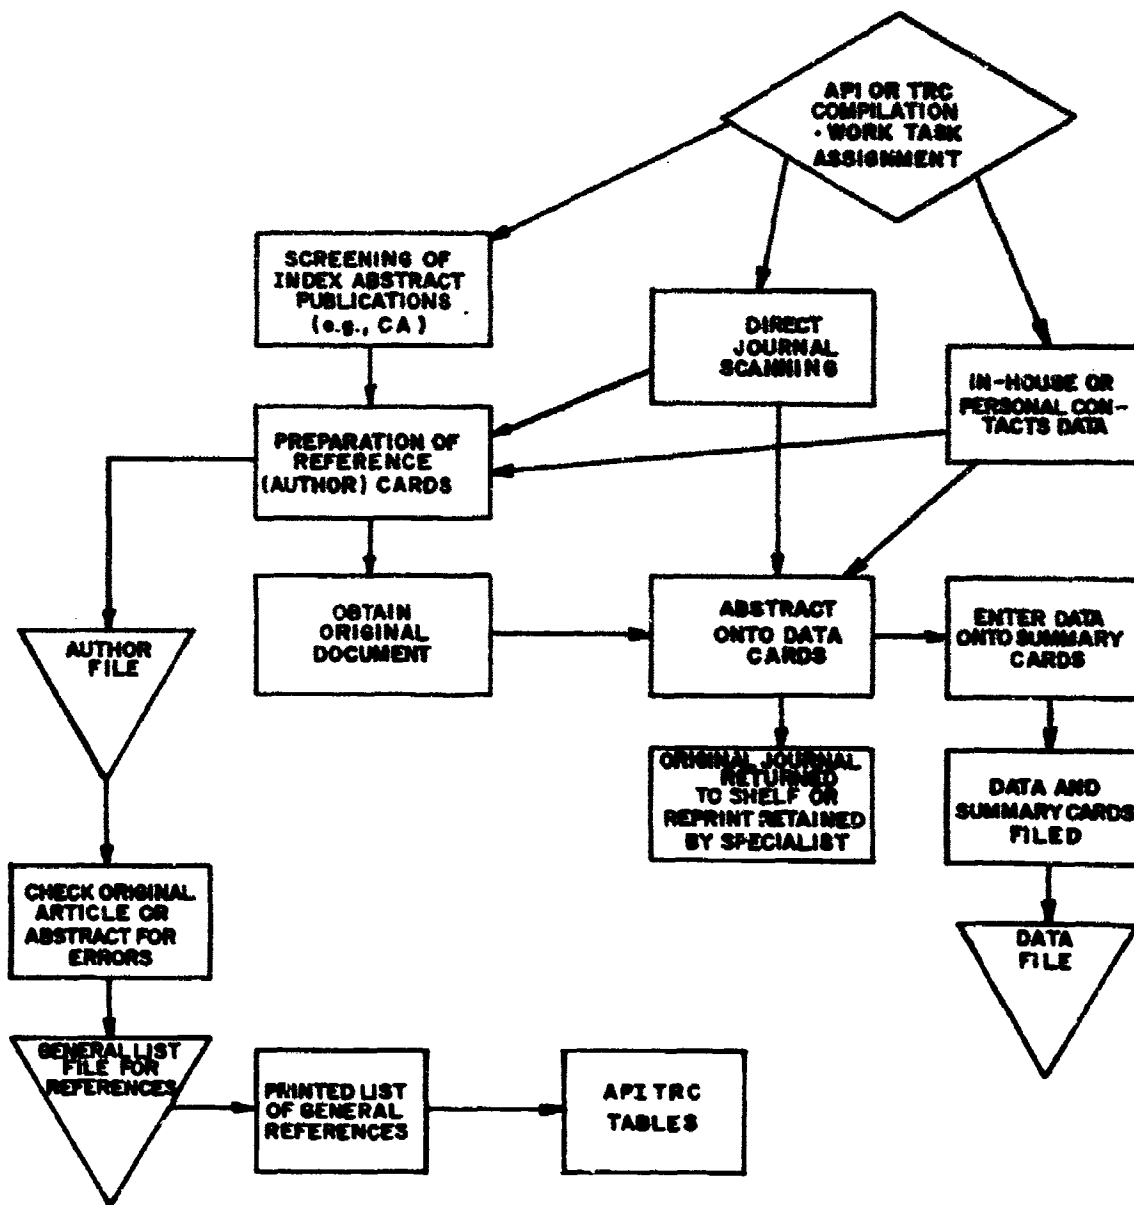 API OR TRC
COMPILATION
· WORK TASK
ASSIGNMENT
SCREENING OF
INDEX ABSTRACT
PUBLICATIONS
(e.g., CA)
DIRECT
JOURNAL
SCANNING
IN-HOUSE OR
PERSONAL CON-
TACTS DATA
PREPARATION OF
REFERENCE
(AUTHOR) CARDS
OBTAIN
ORIGINAL
DOCUMENT
ABSTRACT
ONTO DATA
CARDS
ENTER DATA
ONTO SUMMARY
CARDS
AUTHOR
FILE
ORIGINAL JOURNAL
RETURNED
TO SHELF OR
REPRINT RETAINED
BY SPECIALIST
DATA AND
SUMMARY CARDS
FILED
CHECK ORIGINAL
ARTICLE OR
ABSTRACT FOR
ERRORS
DATA
FILE
GENERAL LIST
FILE FOR
REFERENCES
PRINTED LIST
OF GENERAL
REFERENCES
API TRC
TABLES